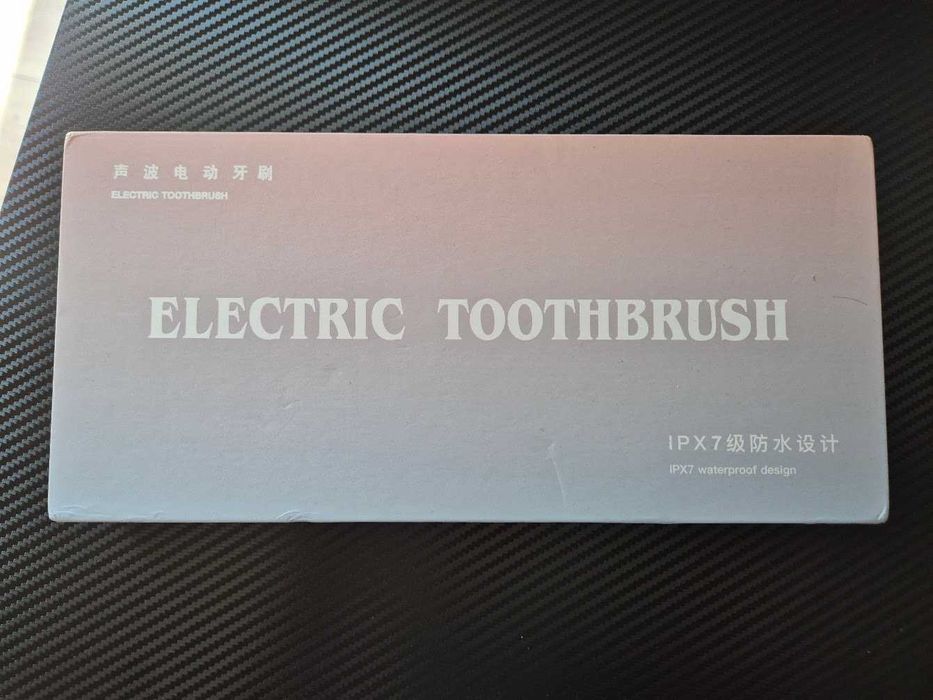 声波电动牙刷
ELECTRIC TOOTHBRUSH
ELECTRIC TOOTHBRUSH
IPX7级防水设计
IPX7 waterproof design